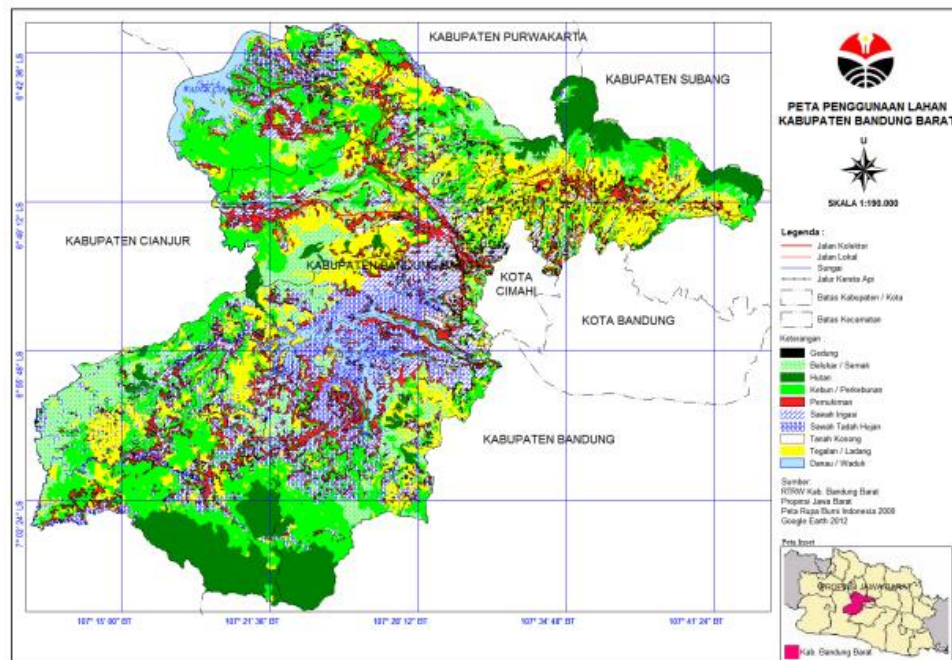 KABUPATEN PURWAKARTA
KABUPATEN SUBANG
KABUPATEN CIANJUR
KOTA
CIMAHI
KOTA BANDUNG
KABUPATEN BANDUNG
6° 42' 36" LS
6° 49' 12" LS
6° 55' 48" LS
7° 02' 24" LS
107° 15' 00" BT
107° 21' 36" BT
107° 28' 12" BT
107° 34' 48" BT
107° 41' 24" BT
PETA PENGGUNAAN LAHAN
KABUPATEN BANDUNG BARAT
U
SKALA 1:190.000
Legenda :
Jalan Kolektor
Jalan Lokal
Sungai
Jalur Kereta Api
Batas Kabupaten / Kota
Batas Kecamatan
Keterangan :
Gedung
Belukar / Semak
Hutan
Kebun / Perkebunan
Pemukiman
Sawah Irigasi
Sawah Tadah Hujan
Tanah Kosong
Tegalan / Ladang
Danau / Waduk
Sumber:
RTRW Kab. Bandung Barat
Propinsi Jawa Barat
Peta Rupa Bumi Indonesia
Google Earth 2012
Peta Inset
PROPINSI JAWA BARAT
Kab. Bandung Barat